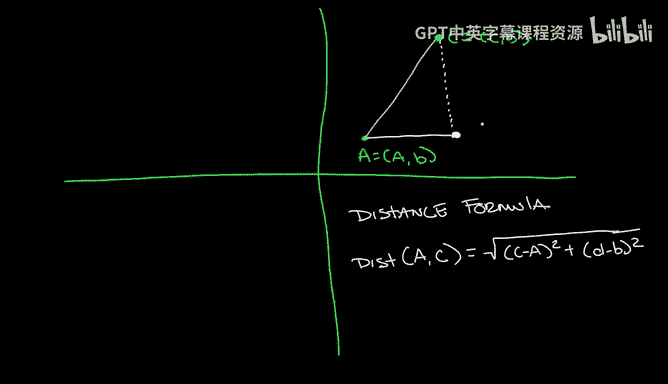 GPT中英字幕课程资源 bilibili
A=(A,b)
DISTANCE FORMULA
DIST(A,C)=√(C-A)²+(d-b)²